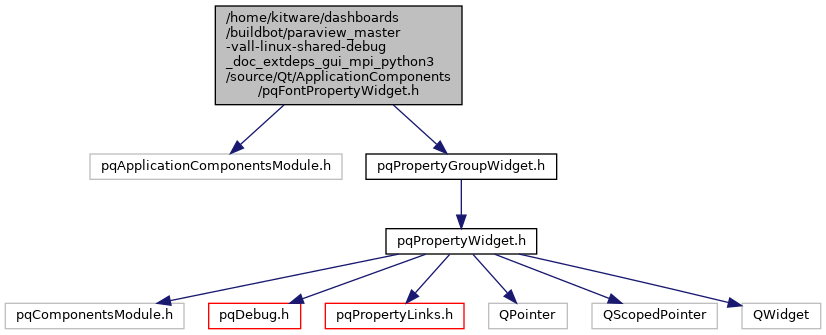 /home/kitware/dashboards
/buildbot/paraview_master
-vall-linux-shared-debug
_doc_extdeps_gui_mpi_python3
/source/Qt/ApplicationComponents
/pqFontPropertyWidget.h
pqApplicationComponentsModule.h
pqPropertyGroupWidget.h
pqPropertyWidget.h
pqComponentsModule.h
pqDebug.h
pqPropertyLinks.h
QPointer
QScopedPointer
QWidget